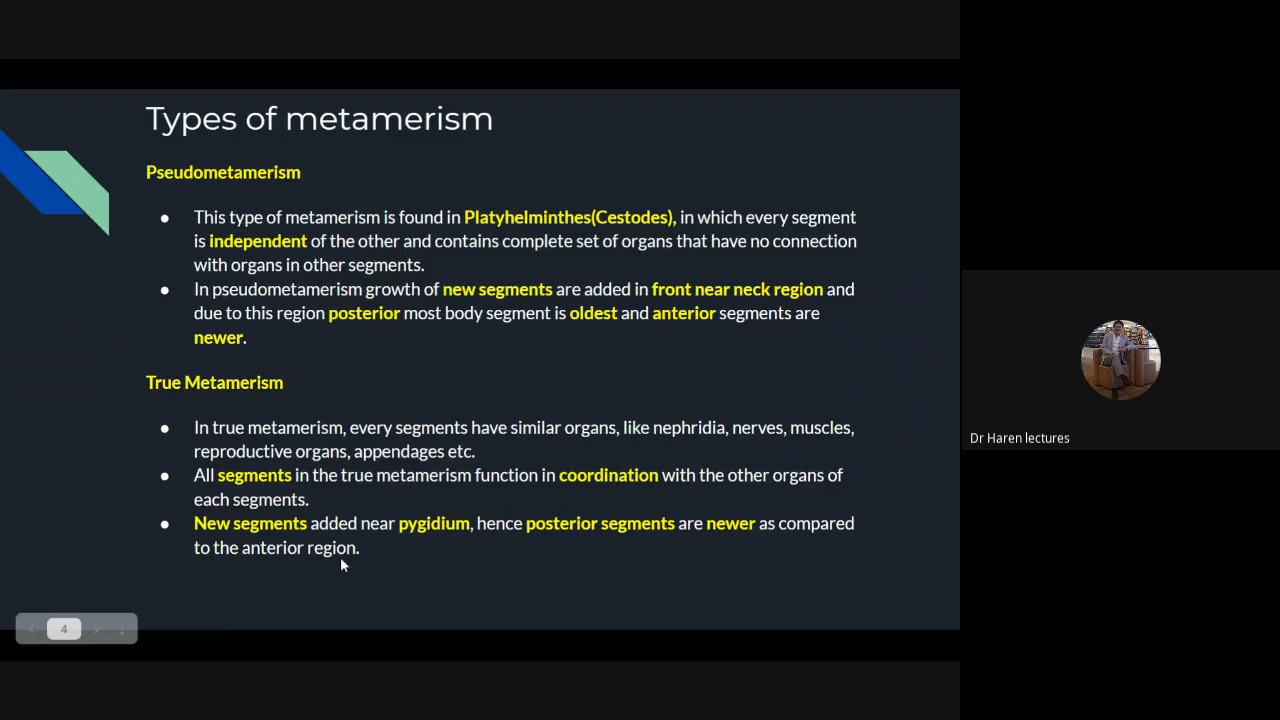 Types of metamerism
Pseudometamerism
● This type of metamerism is found in Platyhelminthes(Cestodes), in which every segment
is independent of the other and contains complete set of organs that have no connection
with organs in other segments.
● In pseudometamerism growth of new segments are added in front near neck region and
due to this region posterior most body segment is oldest and anterior segments are
newer.
True Metamerism
● In true metamerism, every segments have similar organs, like nephridia, nerves, muscles,
reproductive organs, appendages etc.
● All segments in the true metamerism function in coordination with the other organs of
each segments.
● New segments added near pygidium, hence posterior segments are newer as compared
to the anterior region.
4
Dr Haren lectures